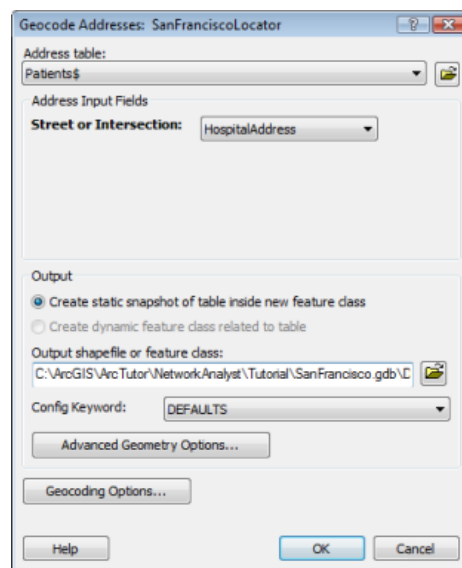 Geocode Addresses: SanFranciscoLocator
Address table:
Patients$
Address Input Fields
Street or Intersection: HospitalAddress
Output
Create static snapshot of table inside new feature class
Create dynamic feature class related to table
Output shapefile or feature class:
C:\ArcGIS\ArcTutor\NetworkAnalyst\Tutorial\SanFrancisco.gdb\D
Config Keyword: DEFAULTS
Advanced Geometry Options...
Geocoding Options...
Help OK Cancel